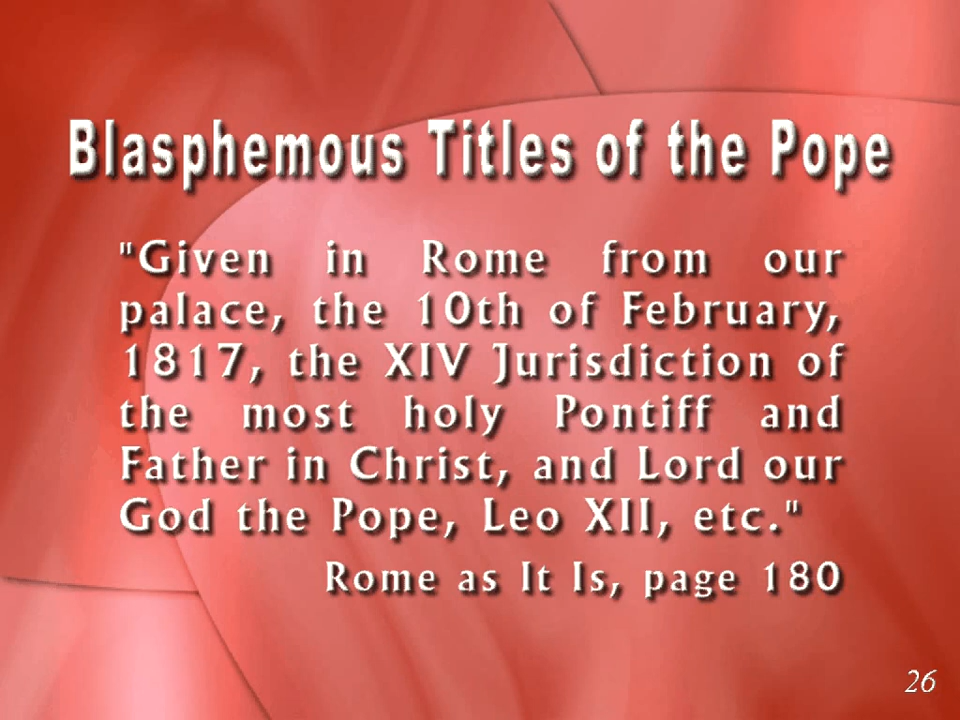 Blasphemous Titles of the Pope
"Given in Rome from our
palace, the 10th of February,
1817, the XIV Jurisdiction of
the most holy Pontiff and
Father in Christ, and Lord our
God the Pope, Leo XII, etc."
Rome as It Is, page 180
26